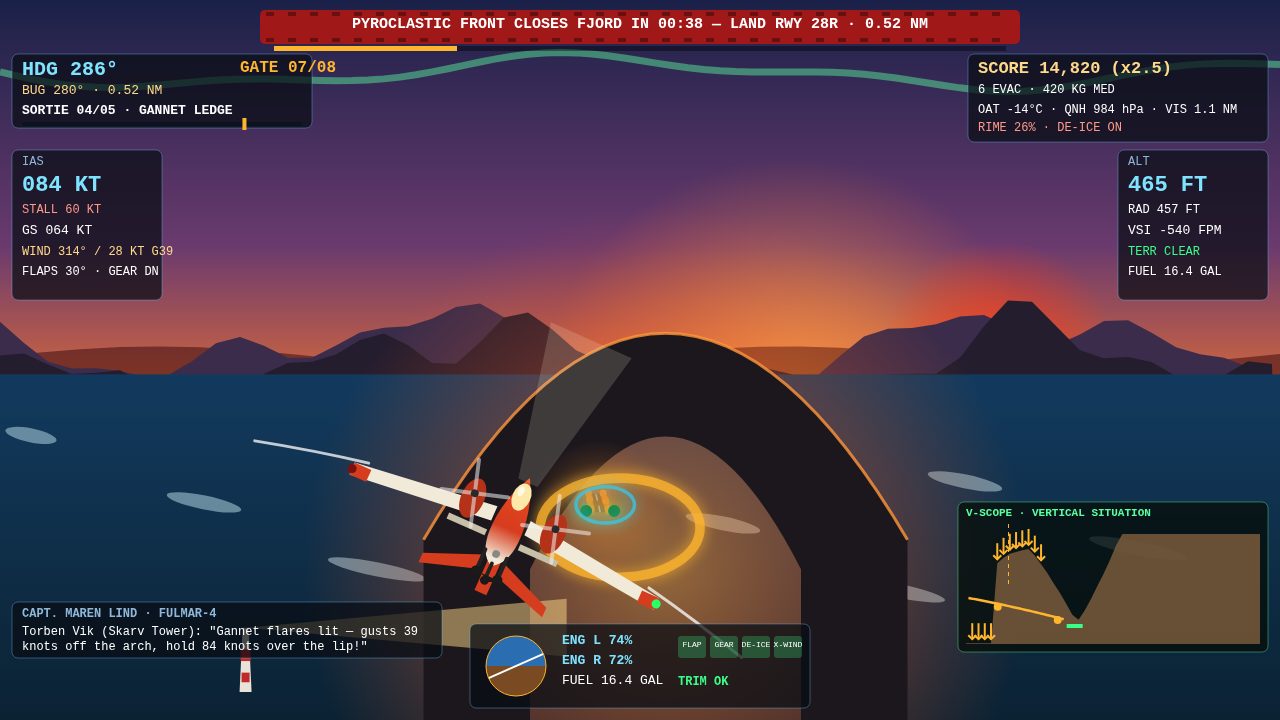 PYROCLASTIC FRONT CLOSES FJORD IN 00:38 — LAND RWY 28R · 0.52 NM
HDG 286°
GATE 07/08
BUG 280° · 0.52 NM
SORTIE 04/05 · GANNET LEDGE
SCORE 14,820 (x2.5)
6 EVAC · 420 KG MED
OAT -14°C · QNH 984 hPa · VIS 1.1 NM
RIME 26% · DE-ICE ON
IAS
084 KT
STALL 60 KT
GS 064 KT
WIND 314° / 28 KT G39
FLAPS 30° · GEAR DN
ALT
465 FT
RAD 457 FT
VSI -540 FPM
TERR CLEAR
FUEL 16.4 GAL
V-SCOPE · VERTICAL SITUATION
CAPT. MAREN LIND · FULMAR-4
Torben Vik (Skarv Tower): "Gannet flares lit — gusts 39
knots off the arch, hold 84 knots over the lip!"
ENG L 74%
ENG R 72%
FUEL 16.4 GAL
FLAP GEAR DE-ICE X-WIND
TRIM OK